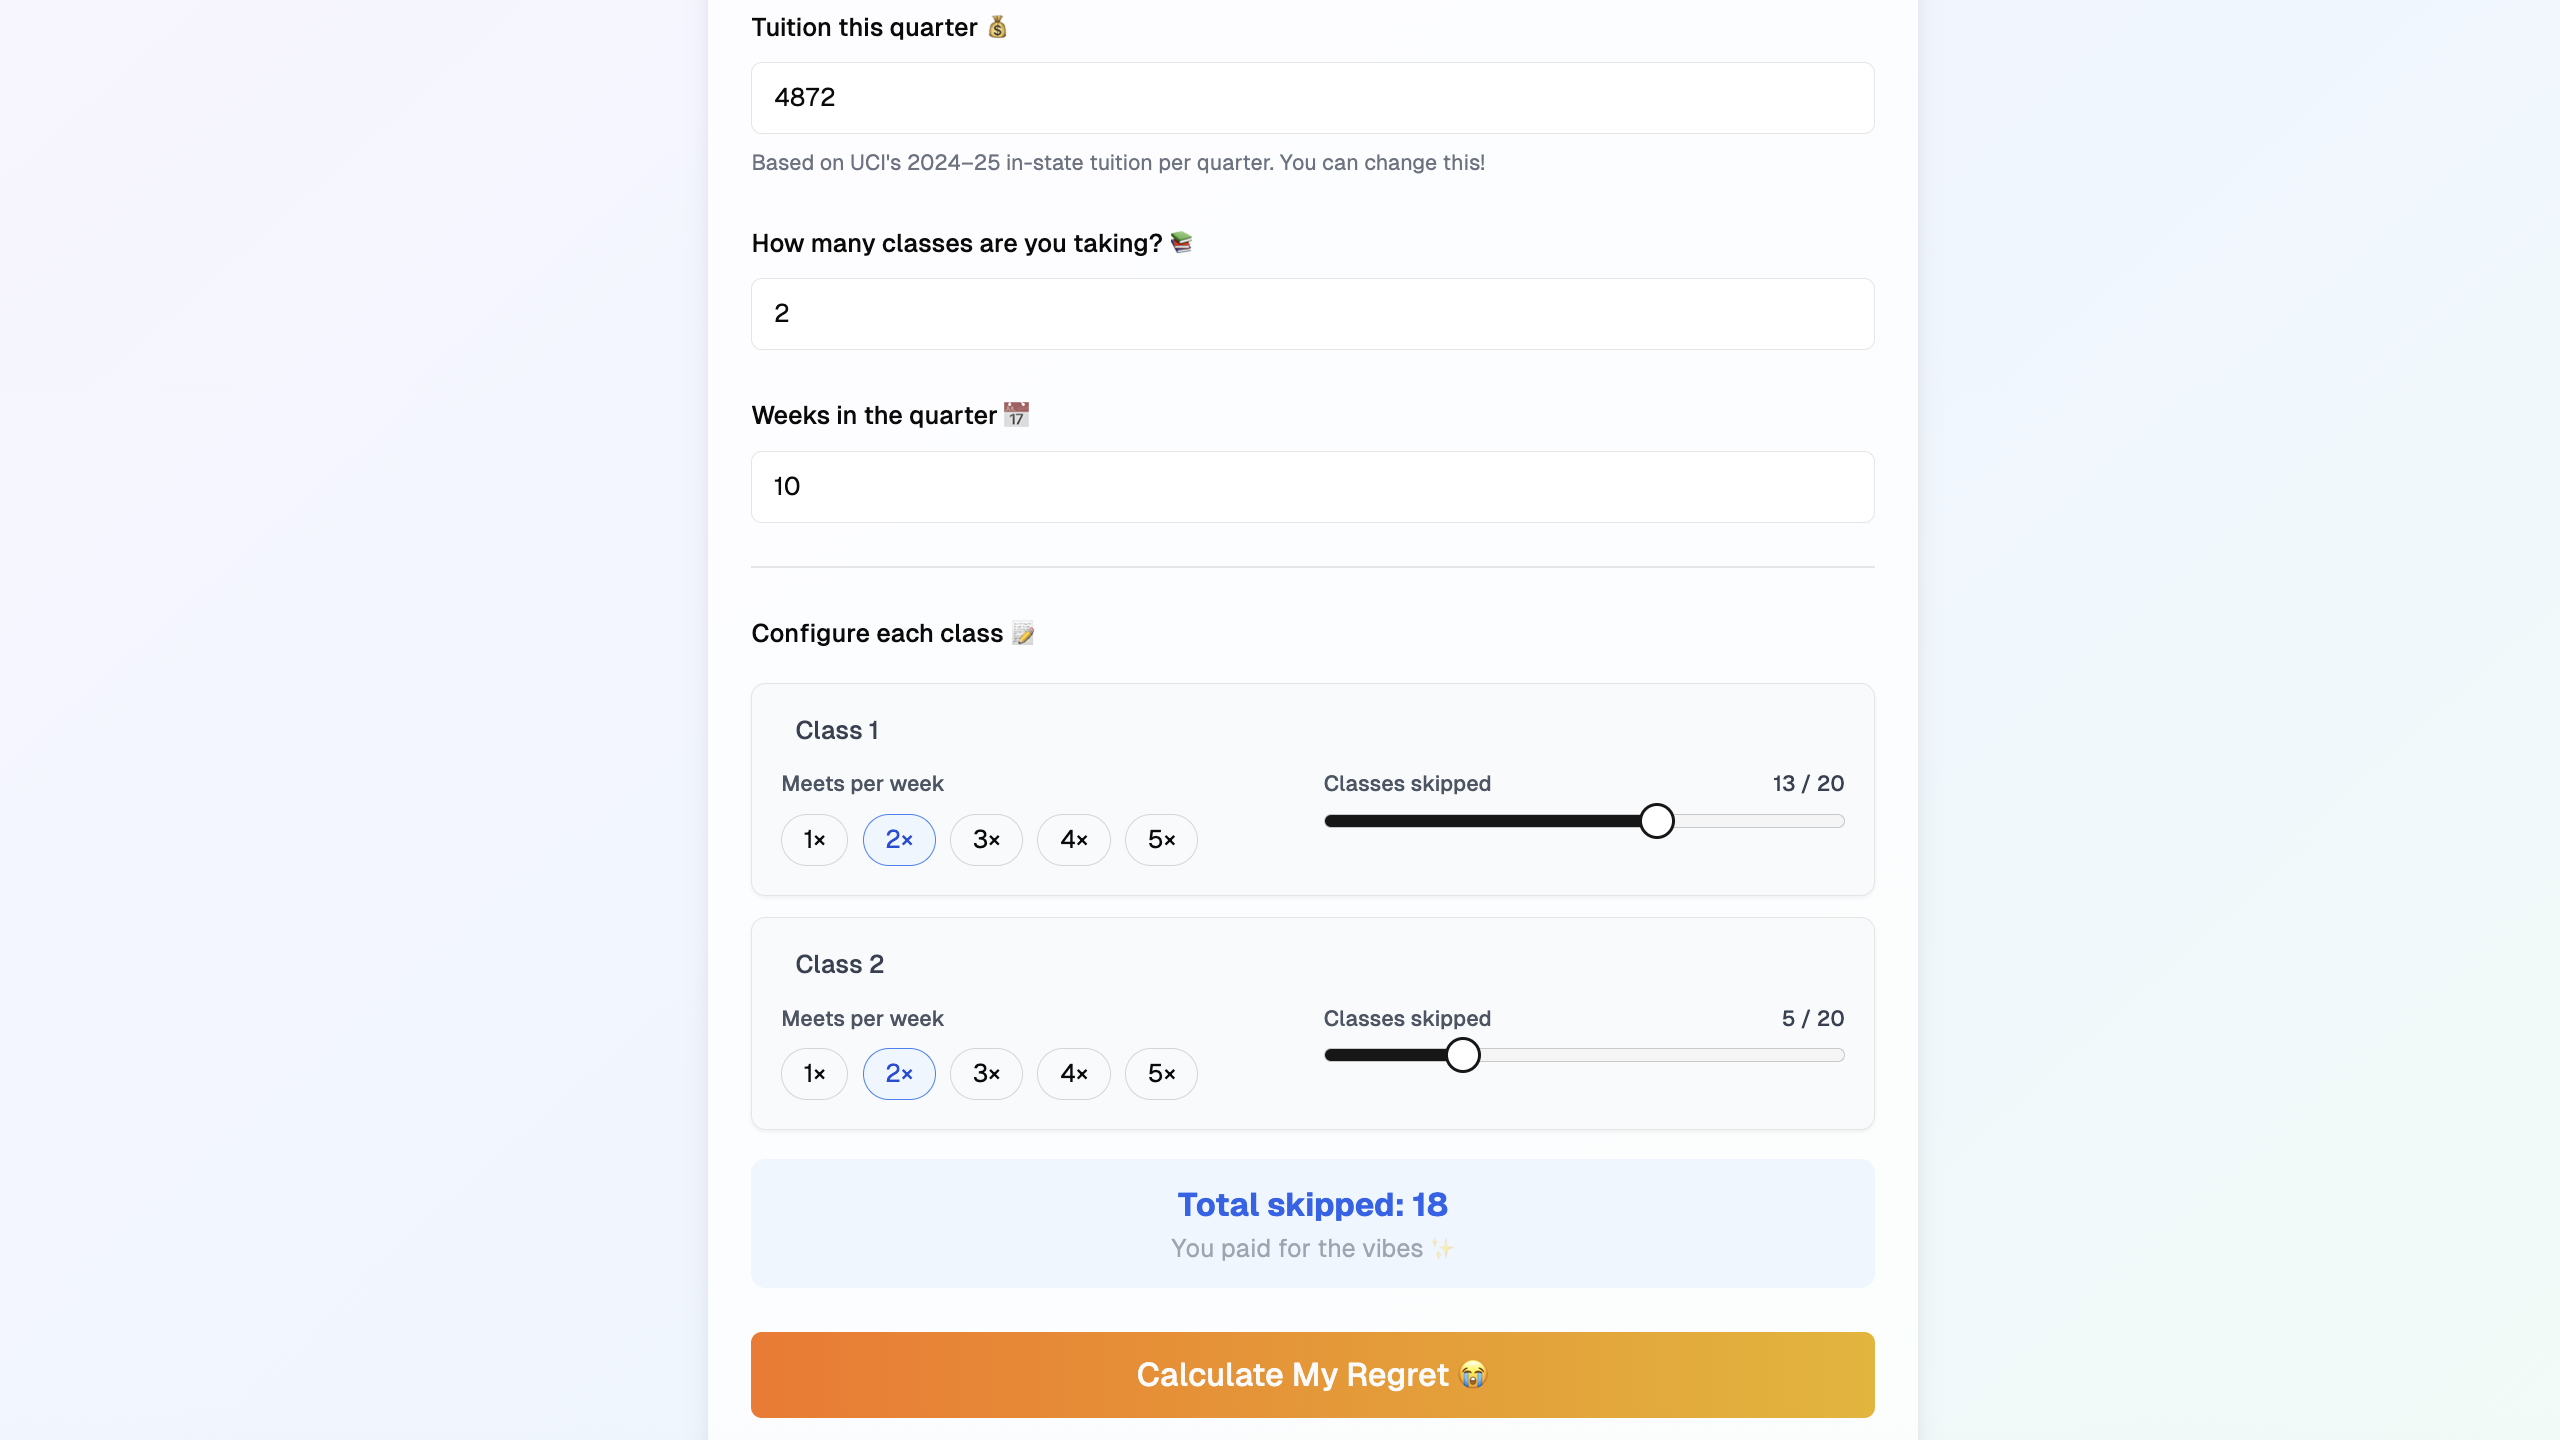 Tuition this quarter 💰
4872
Based on UCI's 2024–25 in-state tuition per quarter. You can change this!
How many classes are you taking? 📚
2
Weeks in the quarter 📅
10
Configure each class 📝
Class 1
Meets per week
1× 2× 3× 4× 5×
Classes skipped 13 / 20
Class 2
Meets per week
1× 2× 3× 4× 5×
Classes skipped 5 / 20
Total skipped: 18
You paid for the vibes ✨
Calculate My Regret 😭